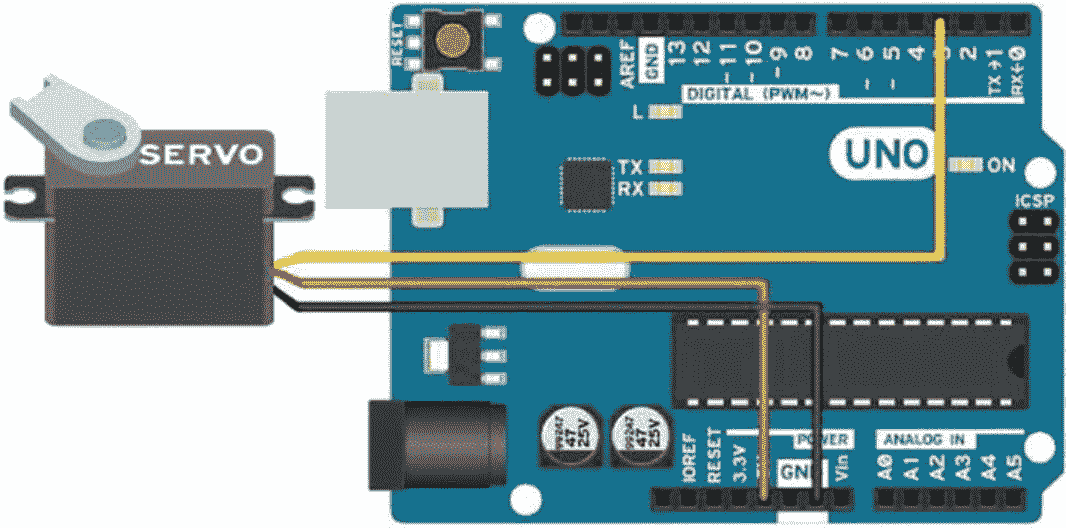 RESET
AREF
GND
13
12
~11
~10
~9
8
7
~6
~5
4
2
TX→1
RX←0
DIGITAL (PWM~)
L
SERVO
UNO
TX
RX
ON
ICSP
47
25V
47
25V
IOREF
RESET
3.3V
POWER
GND
Vin
ANALOG IN
A0
A1
A2
A3
A4
A5